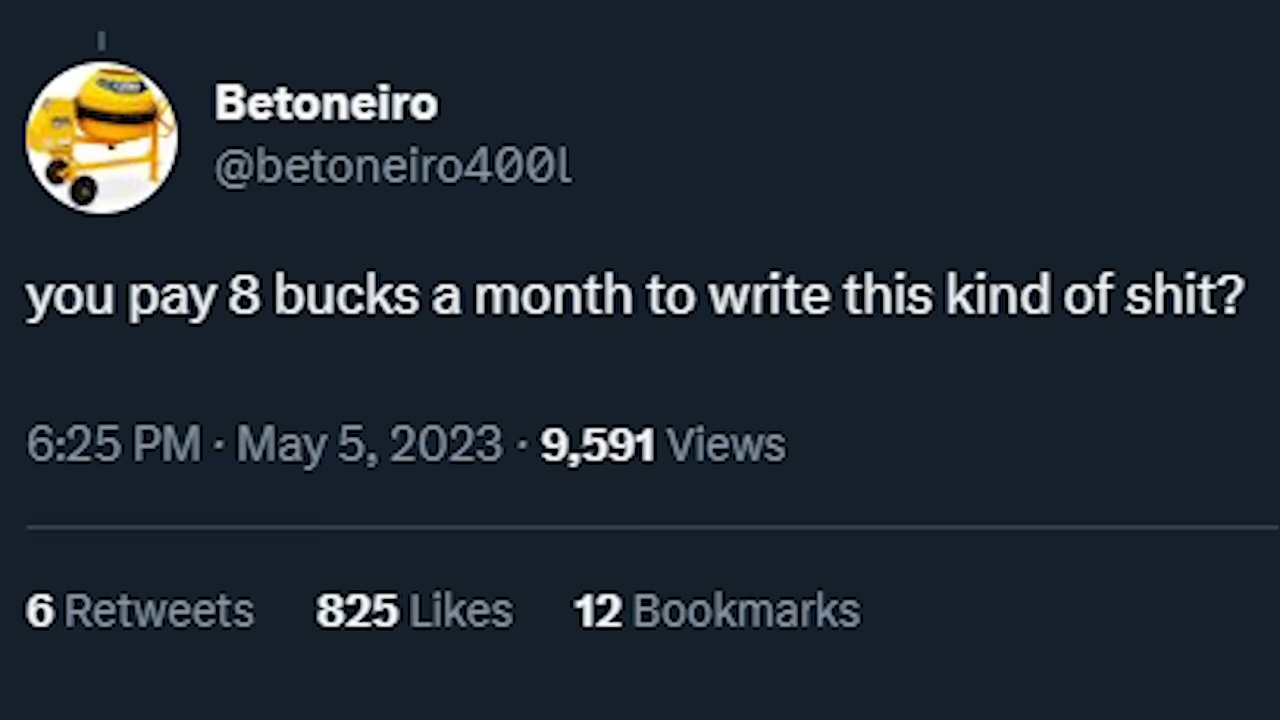 Betoneiro
@betoneiro400l
you pay 8 bucks a month to write this kind of shit?
6:25 PM · May 5, 2023 · 9,591 Views
6 Retweets 825 Likes 12 Bookmarks